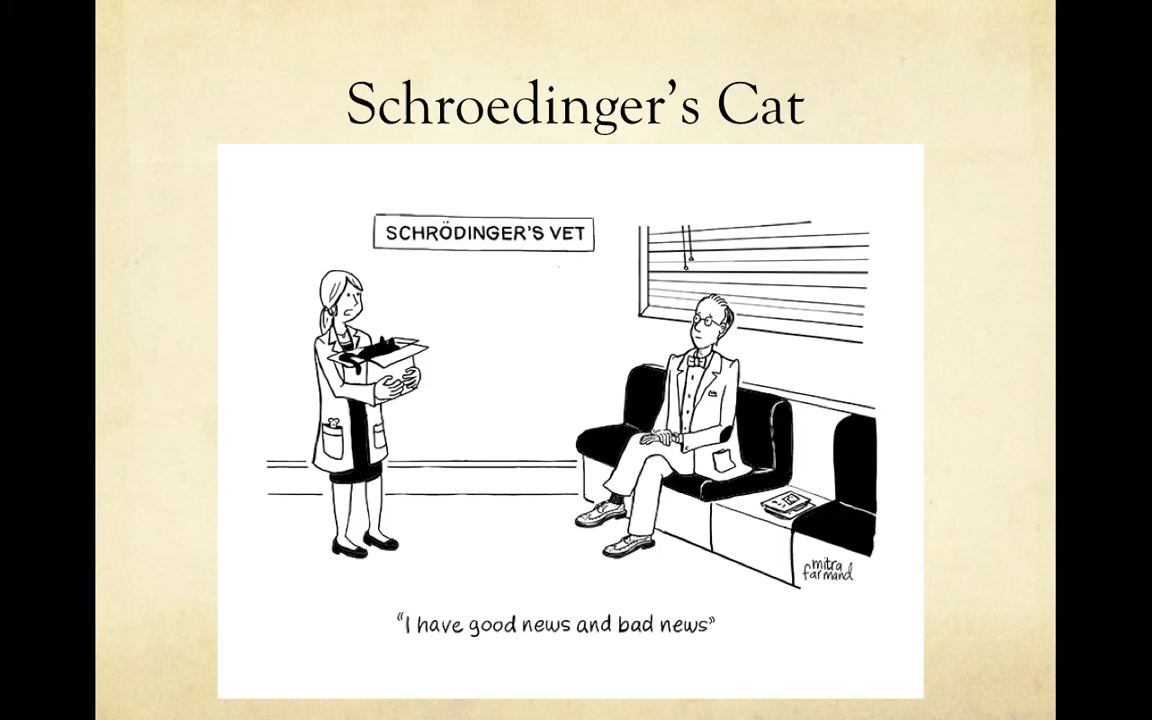 Schroedinger's Cat
SCHRÖDINGER'S VET
mitra
farmand
"I have good news and bad news"